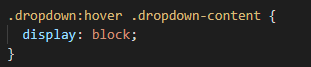 .dropdown:hover .dropdown-content {
  display: block;
}